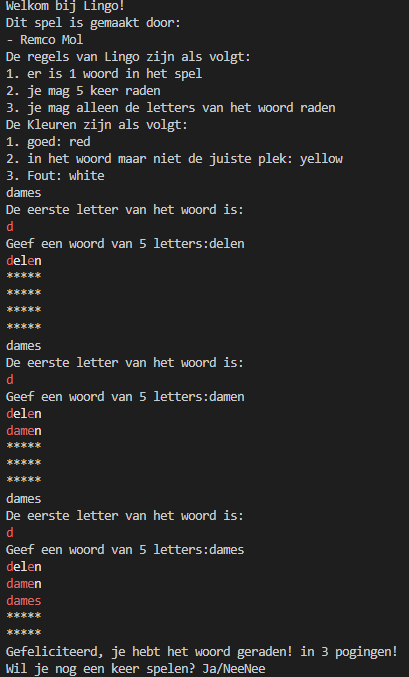 Welkom bij Lingo!
Dit spel is gemaakt door:
- Remco Mol
De regels van Lingo zijn als volgt:
1. er is 1 woord in het spel
2. je mag 5 keer raden
3. je mag alleen de letters van het woord raden
De Kleuren zijn als volgt:
1. goed: red
2. in het woord maar niet de juiste plek: yellow
3. Fout: white
dames
De eerste letter van het woord is:
d
Geef een woord van 5 letters:delen
delen
*****
*****
*****
*****
dames
De eerste letter van het woord is:
d
Geef een woord van 5 letters:damen
delen
damen
*****
*****
*****
dames
De eerste letter van het woord is:
d
Geef een woord van 5 letters:dames
delen
damen
dames
*****
*****
Gefeliciteerd, je hebt het woord geraden! in 3 pogingen!
Wil je nog een keer spelen? Ja/NeeNee